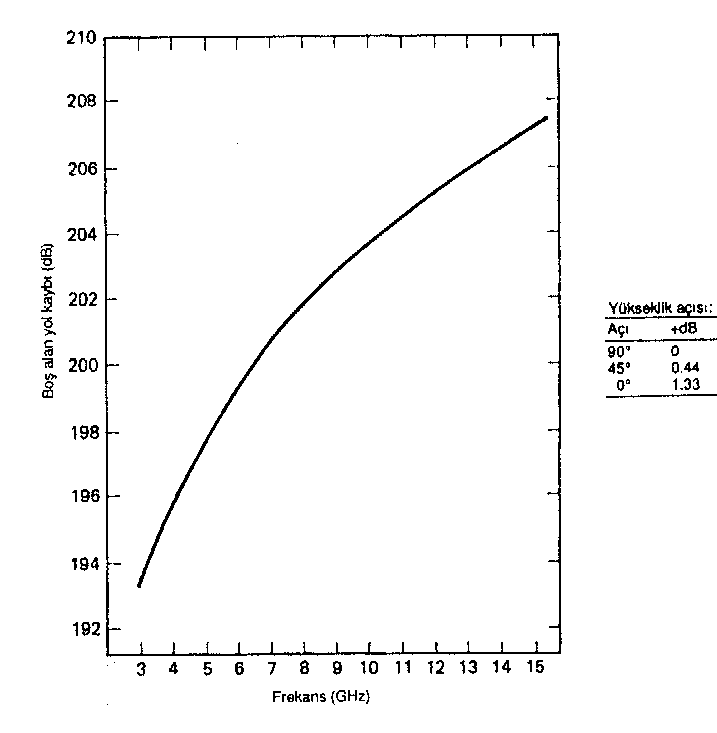 210
208
206
204
202
200
198
196
194
192
Boş alan yol kaybı (dB)
3 4 5 6 7 8 9 10 11 12 13 14 15
Frekans (GHz)
Yükseklik açısı:
Açı +dB
90° 0
45° 0.44
0° 1.33